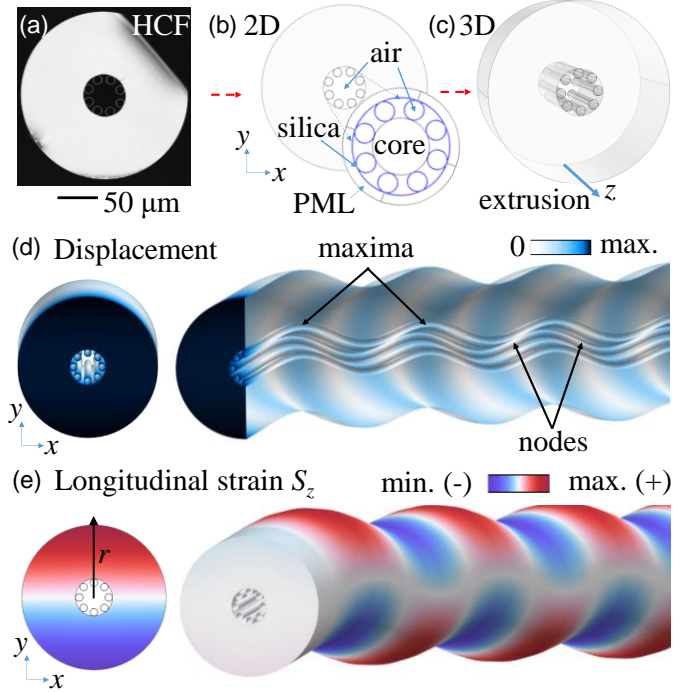 (a) HCF
50 μm
(b) 2D
air
silica
core
PML
y
x
(c) 3D
extrusion
z
(d) Displacement
maxima
0 max.
nodes
y
x
(e) Longitudinal strain Sz
min. (-) max. (+)
r
y
x